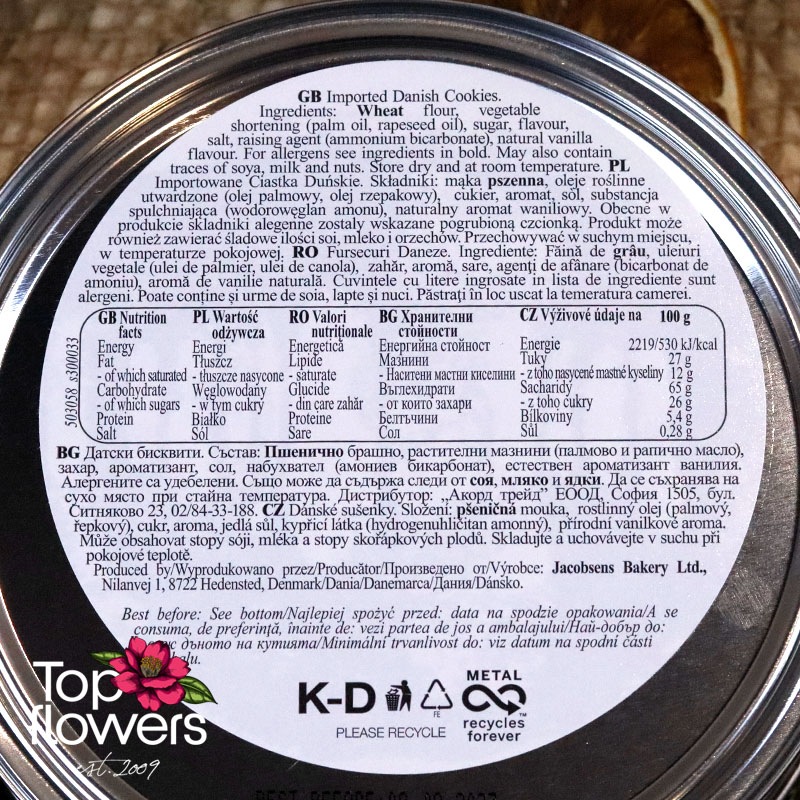 GB Imported Danish Cookies.
Ingredients: Wheat flour, vegetable
shortening (palm oil, rapeseed oil), sugar, flavour,
salt, raising agent (ammonium bicarbonate), natural vanilla
flavour. For allergens see ingredients in bold. May also contain
traces of soya, milk and nuts. Store dry and at room temperature. PL
Importowane Ciastka Duńskie. Składniki: mąka pszenna, oleje roślinne
utwardzone (olej palmowy, olej rzepakowy), cukier, aromat, sól, substancja
spulchniająca (wodorowęglan amonu), naturalny aromat waniliowy. Obecne w
produkcie składniki alegenne zostały wskazane pogrubioną czcionką. Produkt może
również zawierać śladowe ilości soi, mleko i orzechów. Przechowywać w suchym miejscu,
w temperaturze pokojowej. RO Fursecuri Daneze. Ingrediente: Făină de grâu, uleiuri
vegetale (ulei de palmier, ulei de canola), zahăr, aromă, sare, agenţi de afânare (bicarbonat de
amoniu), aromă de vanilie naturală. Cuvintele cu litere ingrosate in lista de ingrediente sunt
alergeni. Poate conține și urme de soia, lapte și nuci. Păstrați în loc uscat la temeratura camerei.
GB Nutrition facts PL Wartość odżywcza RO Valori nutriționale BG Хранителни стойности CZ Výživové údaje na 100 g
Energy Energi Energetică Енергийна стойност Energie 2219/530 kJ/kcal
Fat Tłuszcz Lipide Мазнини Tuky 27 g
- of which saturated - tłuszcze nasycone - saturate - Наситени мастни киселини - z toho nasycené mastné kyseliny 12 g
Carbohydrate Węglowodany Glucide Въглехидрати Sacharidy 65 g
- of which sugars - w tym cukry - din care zahăr - от които захари - z toho cukry 26 g
Protein Białko Proteine Белтъчини Bílkoviny 5,4 g
Salt Sól Sare Сол Sůl 0,28 g
503058 s300033
BG Датски бисквити. Състав: Пшенично брашно, растителни мазнини (палмово и рапично масло),
захар, ароматизант, сол, набухвател (амониев бикарбонат), естествен ароматизант ванилия.
Алергените са удебелени. Също може да съдържа следи от соя, мляко и ядки. Да се съхранява на
сухо място при стайна температура. Дистрибутор: „Акорд трейд” ЕООД, София 1505, бул.
Ситняково 23, 02/84-33-188. CZ Dánské sušenky. Složení: pšeničná mouka, rostlinný olej (palmový,
řepkový), cukr, aroma, jedlá sůl, kypřicí látka (hydrogenuhličitan amonný), přírodní vanilkové aroma.
Může obsahovat stopy sóji, mléka a stopy skořápkových plodů. Skladujte a uchovávejte v suchu při
pokojové teplotě.
Produced by/Wyprodukowano przez/Producător/Произведено от/Výrobce: Jacobsens Bakery Ltd.,
Nilanvej 1, 8722 Hedensted, Denmark/Dania/Danemarca/Дания/Dánsko.
Best before: See bottom/Najlepiej spożyć przed: data na spodzie opakowania/A se
consuma, de preferinţă, înainte de: vezi partea de jos a ambalajului/Най-добър до:
дъното на кутията/Minimální trvanlivost do: viz datum na spodní části
K-D
FE
METAL
recycles
forever™
PLEASE RECYCLE
Top
flowers
est. 2009